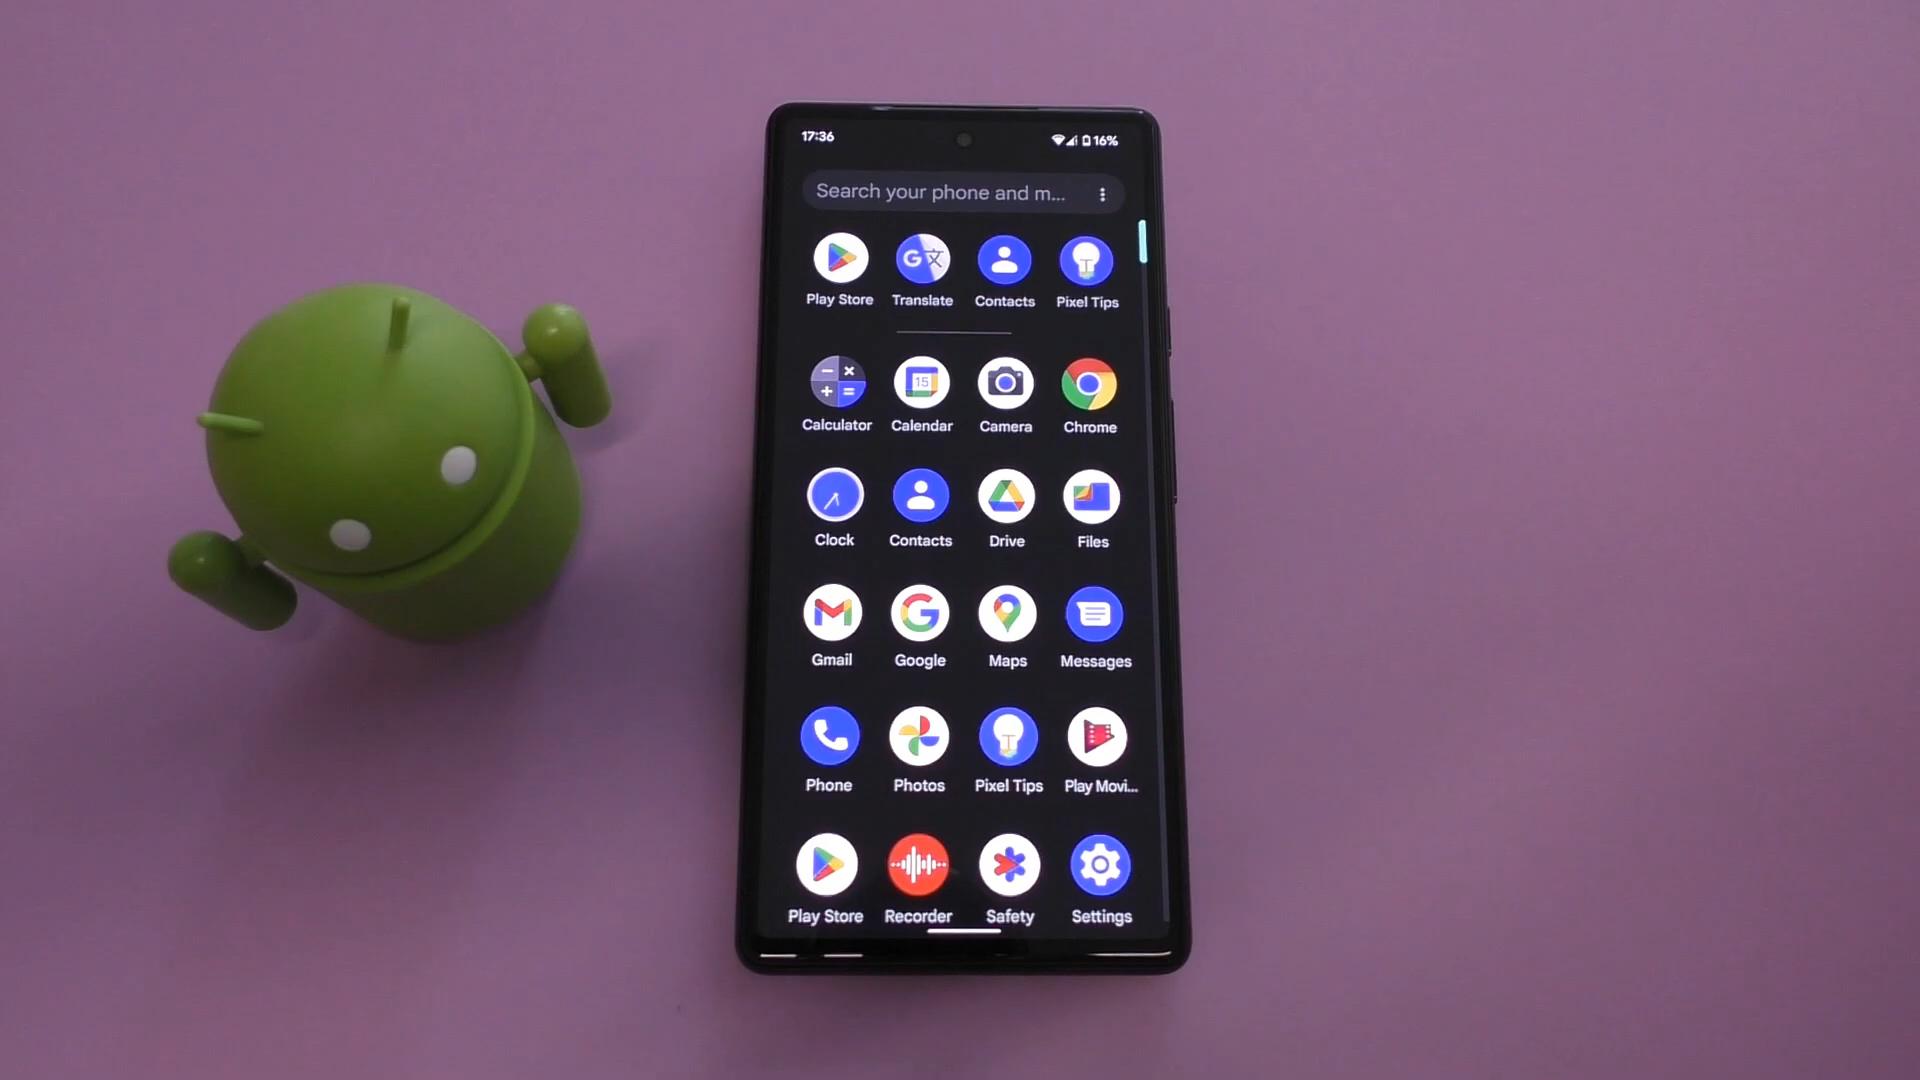 17:36 16%
Search your phone and m...
Play Store Translate Contacts Pixel Tips
15
Calculator Calendar Camera Chrome
Clock Contacts Drive Files
Gmail Google Maps Messages
Phone Photos Pixel Tips Play Movi...
Play Store Recorder Safety Settings